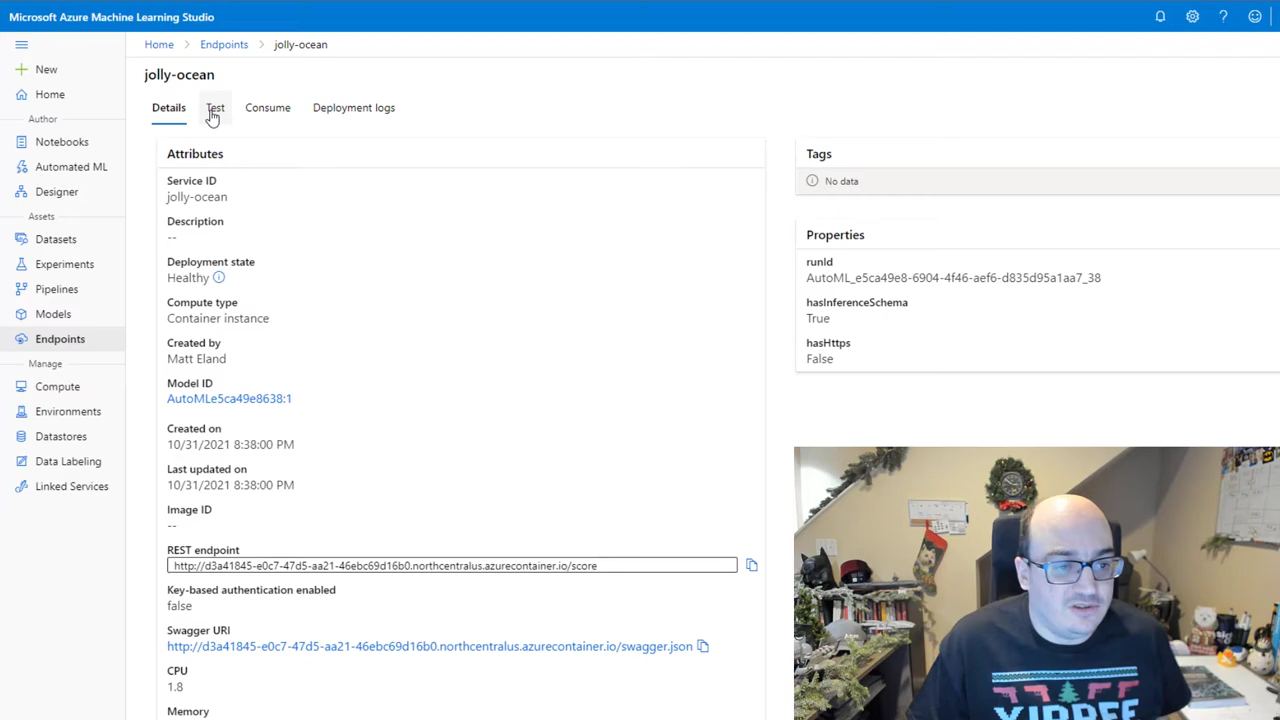 Microsoft Azure Machine Learning Studio
Home > Endpoints > jolly-ocean
New
Home
Author
Notebooks
Automated ML
Designer
Assets
Datasets
Experiments
Pipelines
Models
Endpoints
Manage
Compute
Environments
Datastores
Data Labeling
Linked Services
jolly-ocean
Details Test Consume Deployment logs
Attributes
Service ID
jolly-ocean
Description
--
Deployment state
Healthy
Compute type
Container instance
Created by
Matt Eland
Model ID
AutoMLe5ca49e8638:1
Created on
10/31/2021 8:38:00 PM
Last updated on
10/31/2021 8:38:00 PM
Image ID
--
REST endpoint
http://d3a41845-e0c7-47d5-aa21-46ebc69d16b0.northcentralus.azurecontainer.io/score
Key-based authentication enabled
false
Swagger URI
http://d3a41845-e0c7-47d5-aa21-46ebc69d16b0.northcentralus.azurecontainer.io/swagger.json
CPU
1.8
Memory
Tags
No data
Properties
runId
AutoML_e5ca49e8-6904-4f46-aef6-d835d95a1aa7_38
hasInferenceSchema
True
hasHttps
False
YIPPEE